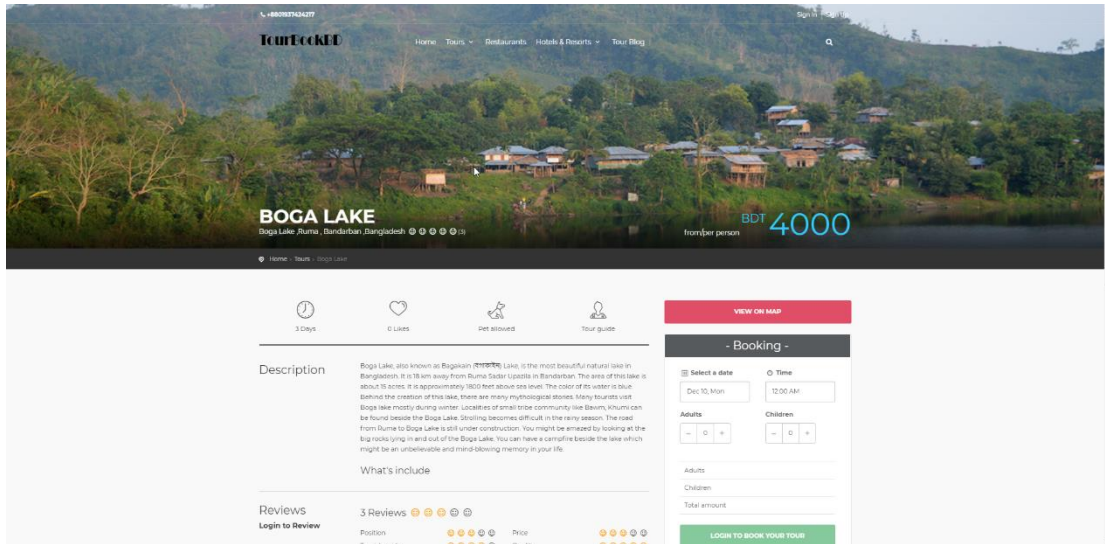 +8801937424217
Sign In
TourBookBD
Home Tours Restaurants Hotels & Resorts Tour Blog
BOGA LAKE
Boga Lake ,Ruma , Bandarban ,Bangladesh (3)
from/per person BDT 4000
Home - Tours - Boga Lake
3 Days
0 Likes
Pet allowed
Tour guide
VIEW ON MAP
- Booking -
Description
Boga Lake, also known as Bagakain (বগাকাইন) Lake, is the most beautiful natural lake in
Bangladesh. It is 18 km away from Ruma Sadar Upazila in Bandarban. The area of this lake is
about 15 acres. It is approximately 1800 feet above sea level. The color of its water is blue.
Behind the creation of this lake, there are many mythological stories. Many tourists visit
Boga lake mostly during winter. Localities of small tribe community like Bawm, Khumi can
be found beside the Boga Lake. Strolling becomes difficult in the rainy season. The road
from Ruma to Boga Lake is still under construction. You might be amazed by looking at the
big rocks lying in and out of the Boga Lake. You can have a campfire beside the lake which
might be an unbelievable and mind-blowing memory in your life.
What's include
Select a date
Time
Dec 10, Mon
12:00 AM
Adults
Children
- 0 +
- 0 +
Adults
Children
Total amount
LOGIN TO BOOK YOUR TOUR
Reviews
Login to Review
3 Reviews
Position
Price